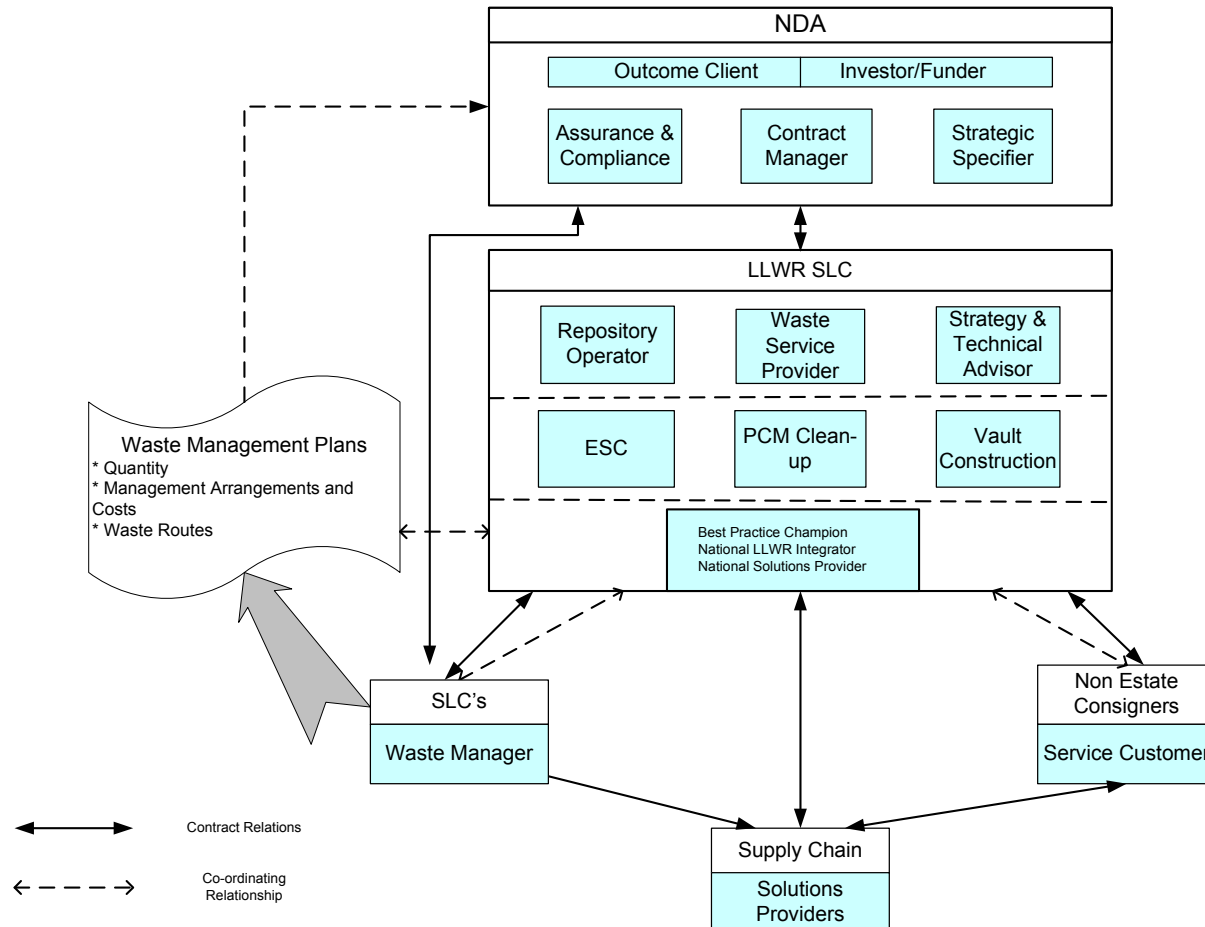 NDA
Outcome Client
Investor/Funder
Assurance &
Compliance
Contract
Manager
Strategic
Specifier
LLWR SLC
Repository
Operator
Waste
Service
Provider
Strategy &
Technical
Advisor
ESC
PCM Clean-
up
Vault
Construction
Best Practice Champion
National LLWR Integrator
National Solutions Provider
Waste Management Plans
* Quantity
* Management Arrangements and
Costs
* Waste Routes
SLC's
Waste Manager
Non Estate
Consigners
Service Customer
Supply Chain
Solutions
Providers
Contract Relations
Co-ordinating
Relationship